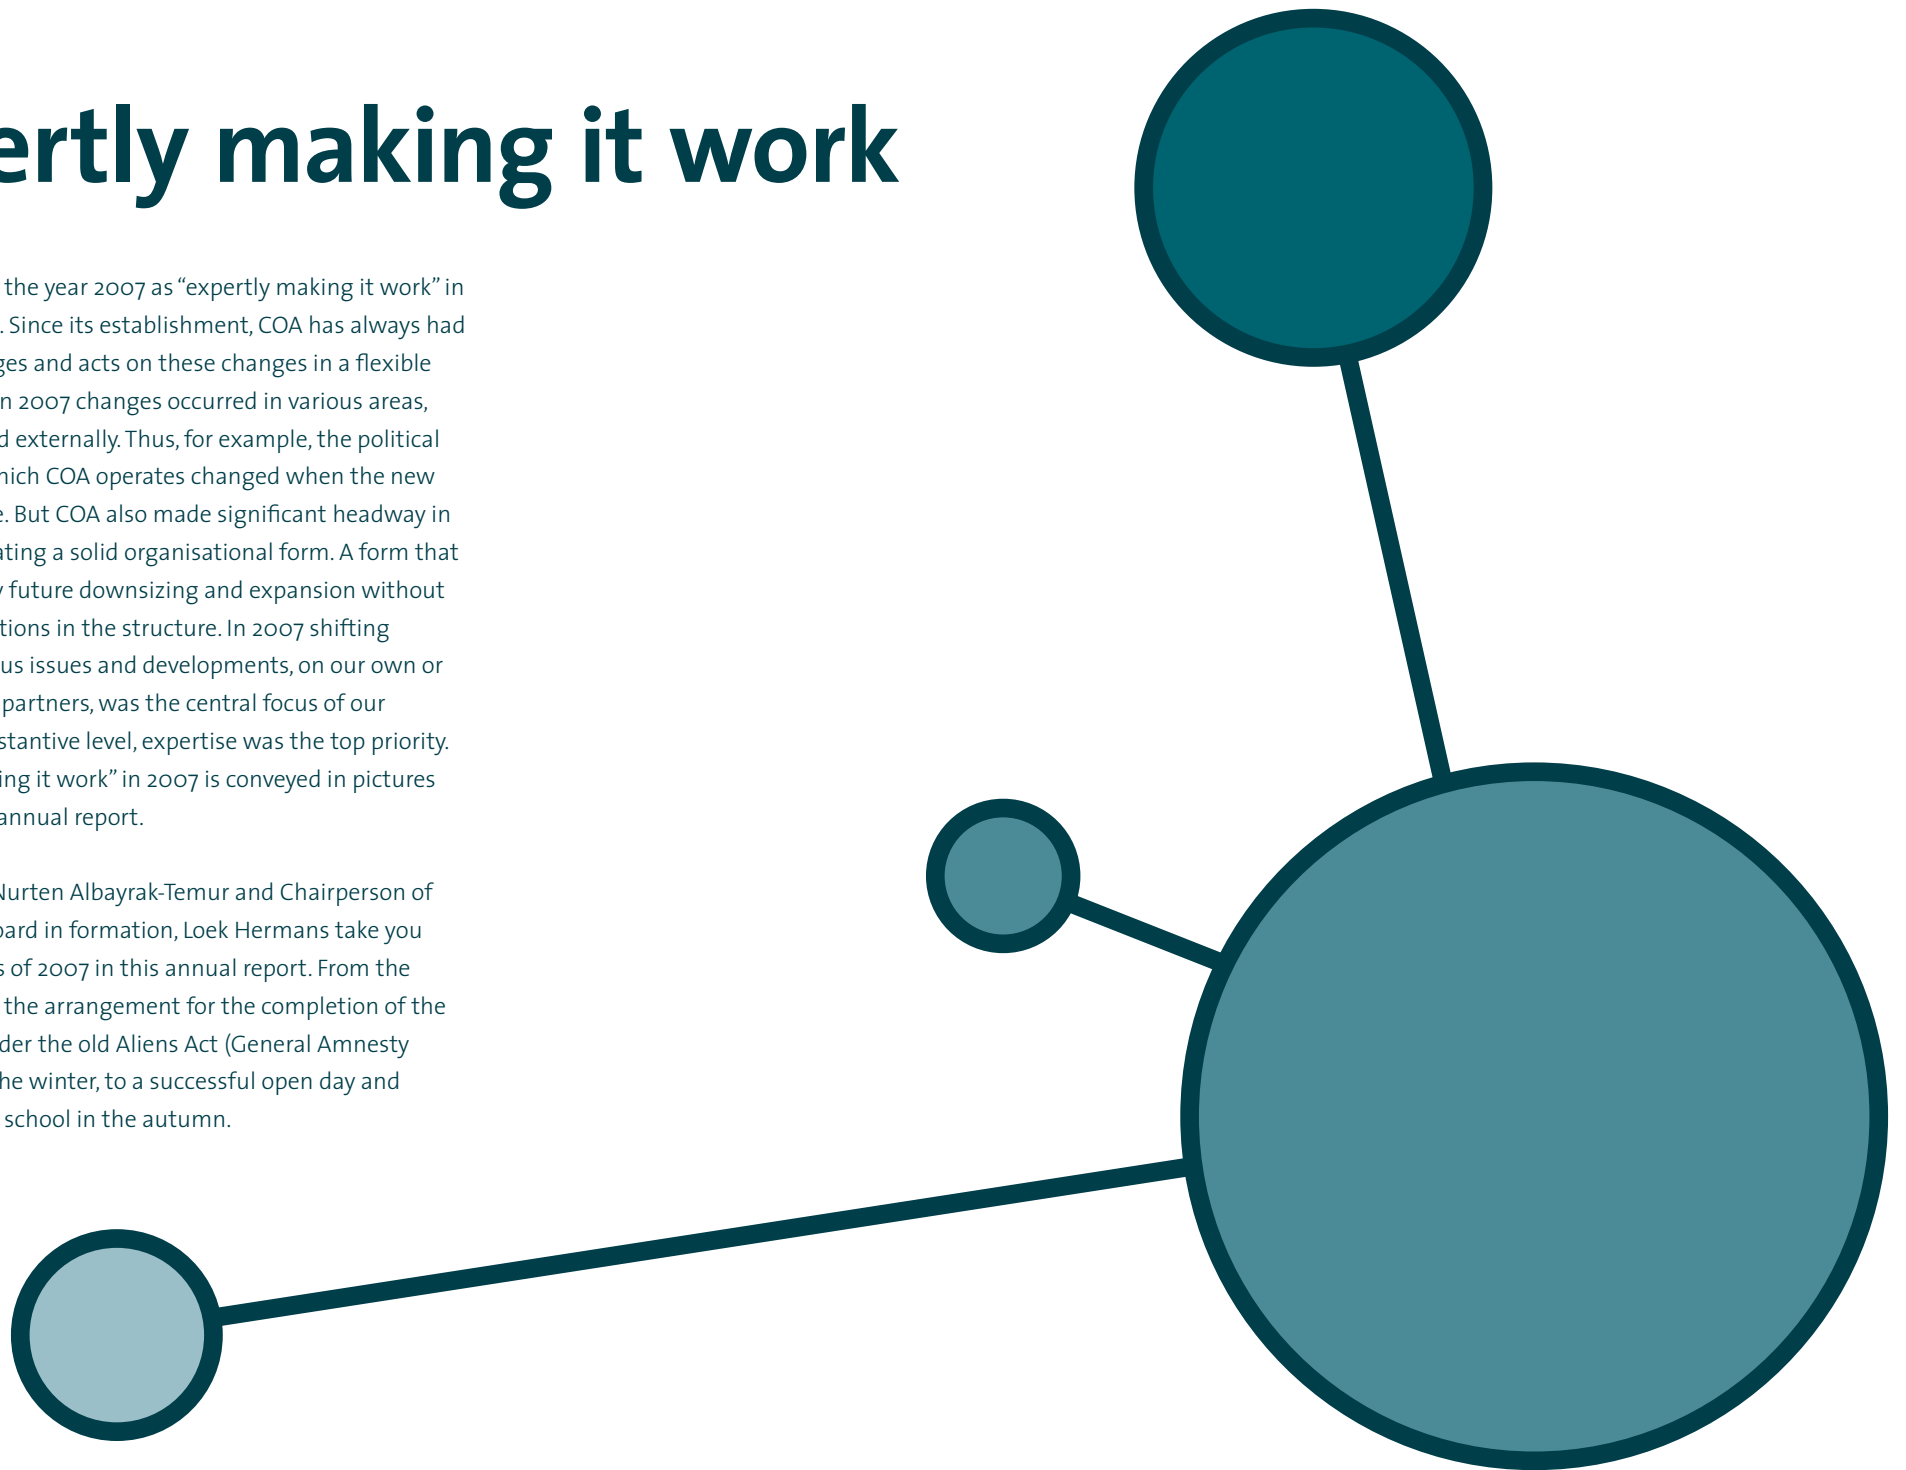 ertly making it work
the year 2007 as “expertly making it work” in
. Since its establishment, COA has always had
ges and acts on these changes in a flexible
n 2007 changes occurred in various areas,
d externally. Thus, for example, the political
hich COA operates changed when the new
e. But COA also made significant headway in
ating a solid organisational form. A form that
y future downsizing and expansion without
tions in the structure. In 2007 shifting
us issues and developments, on our own or
partners, was the central focus of our
stantive level, expertise was the top priority.
ing it work” in 2007 is conveyed in pictures
annual report.
Nurten Albayrak-Temur and Chairperson of
oard in formation, Loek Hermans take you
s of 2007 in this annual report. From the
the arrangement for the completion of the
der the old Aliens Act (General Amnesty
he winter, to a successful open day and
school in the autumn.